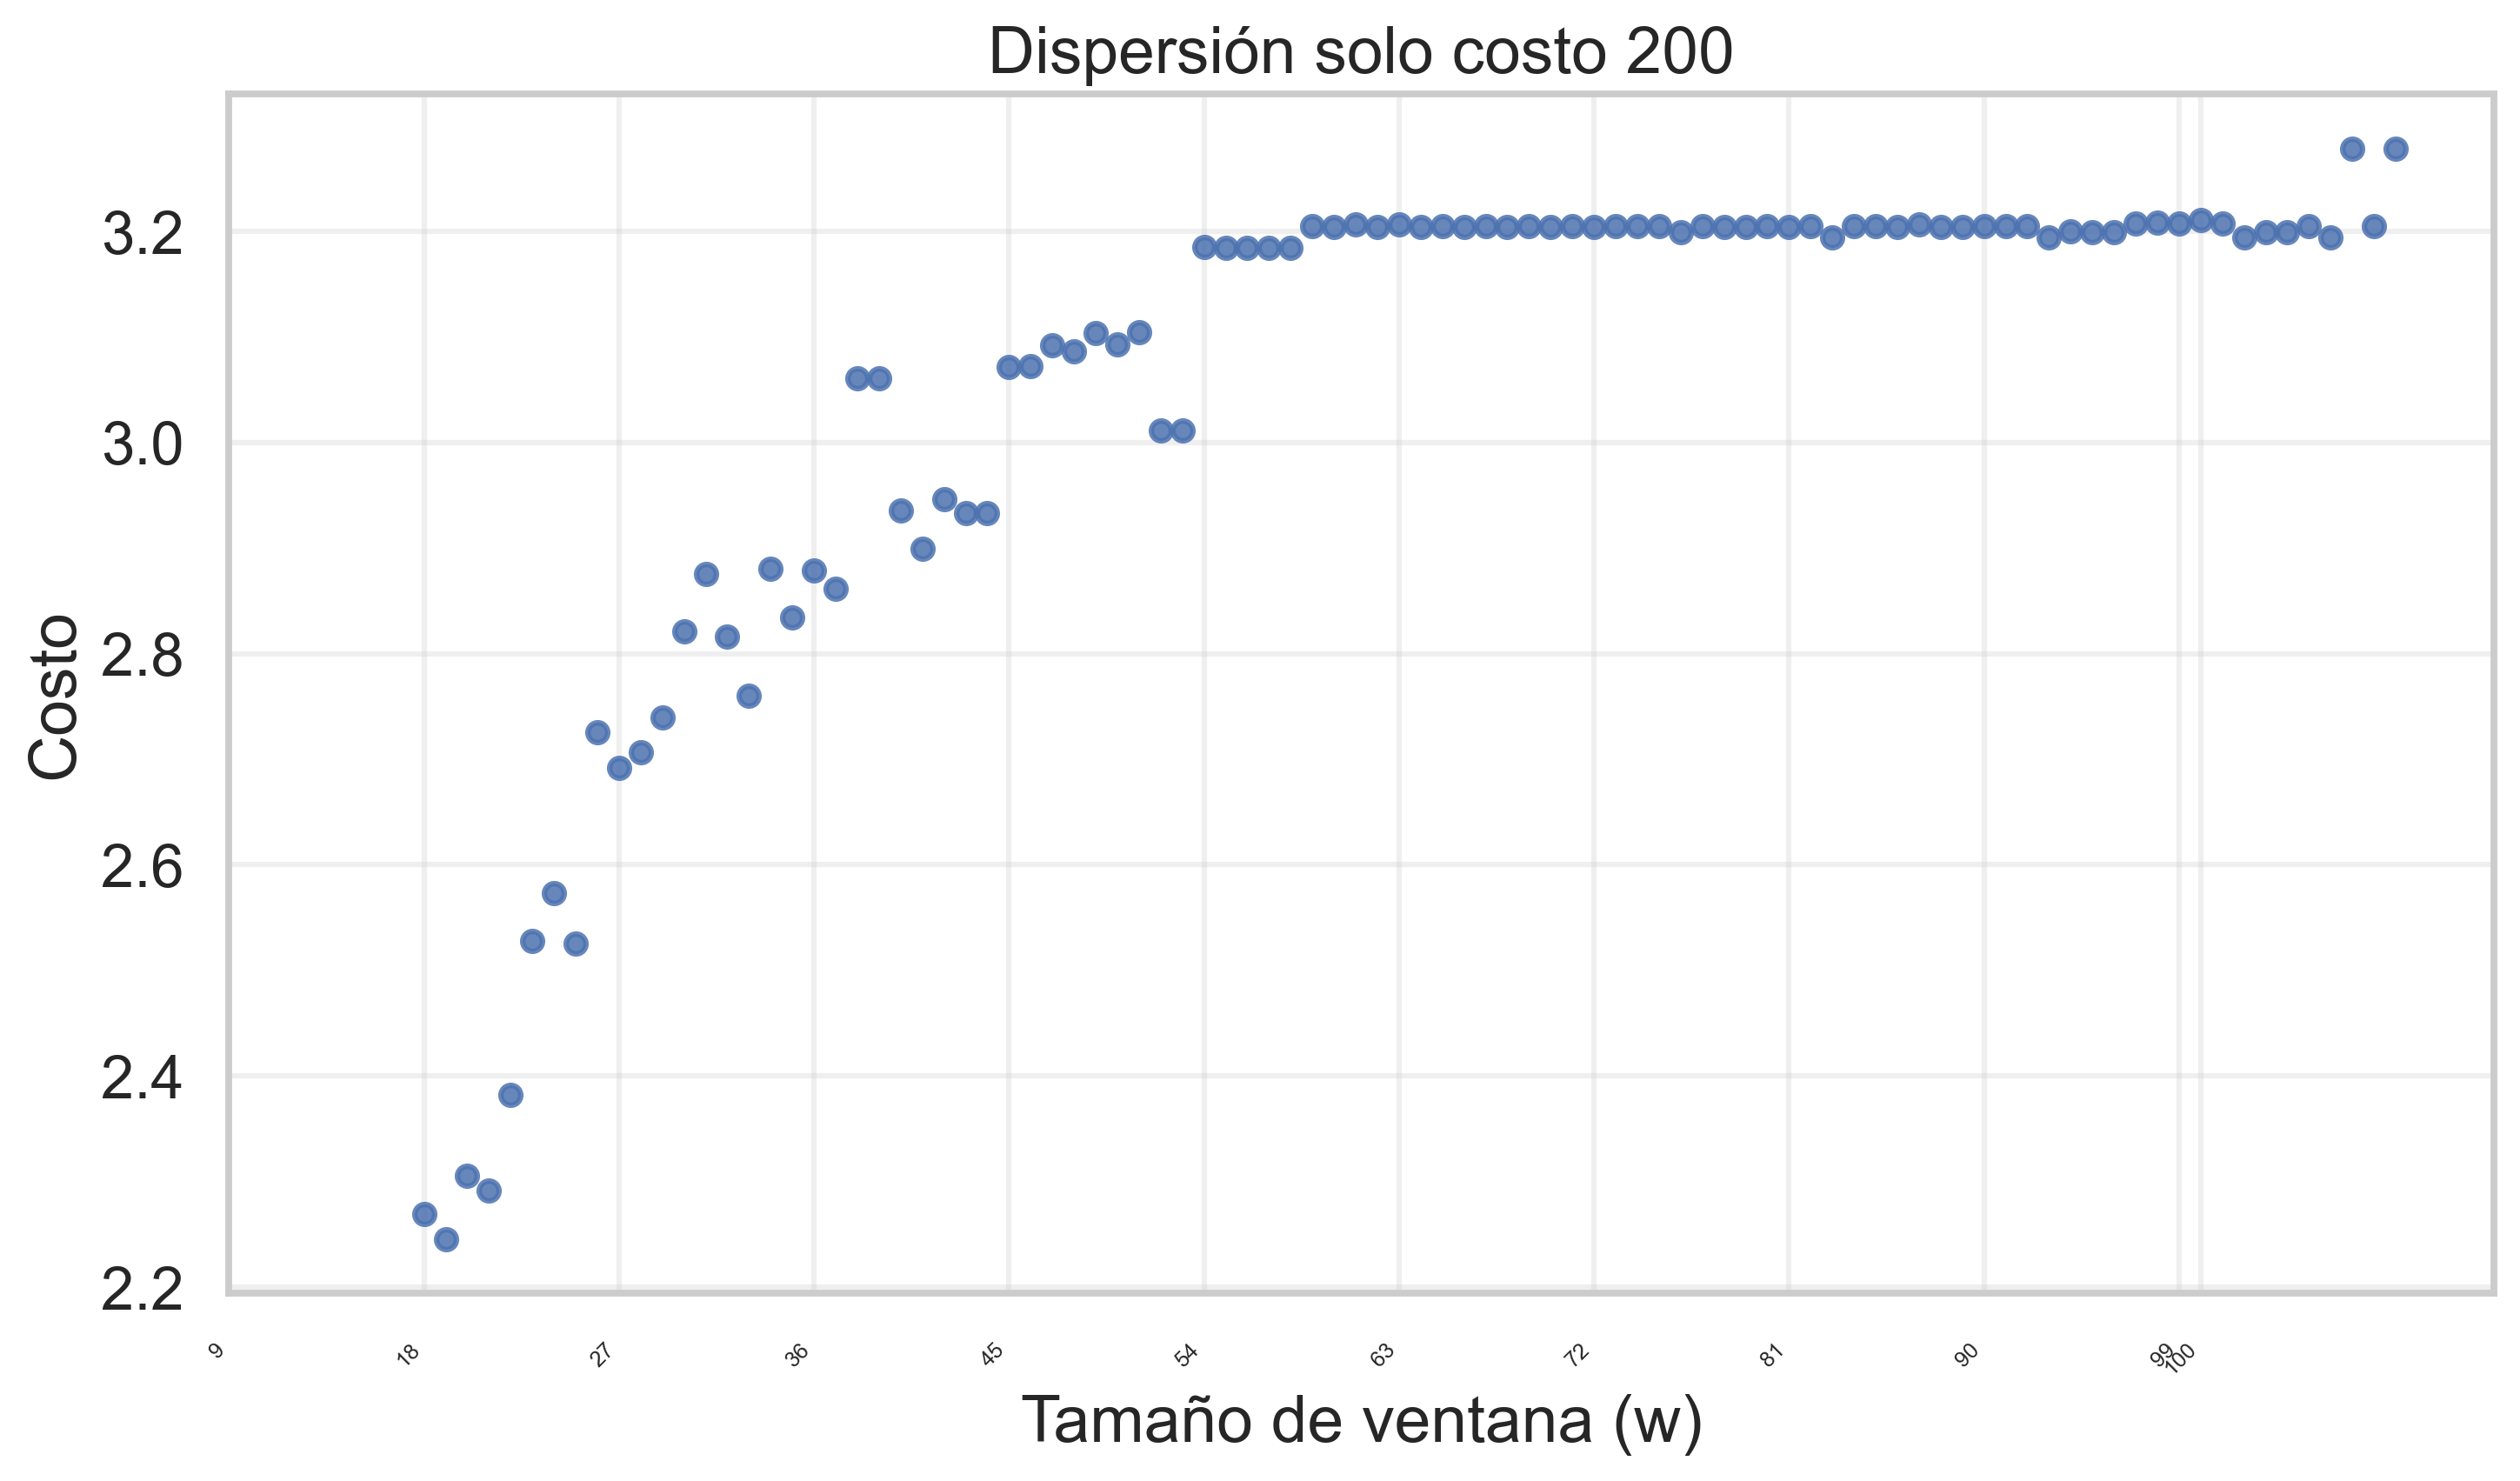 Dispersión solo costo 200
Costo
3.2
3.0
2.8
2.6
2.4
2.2
9 18 27 36 45 54 63 72 81 90 99 100
Tamaño de ventana (w)